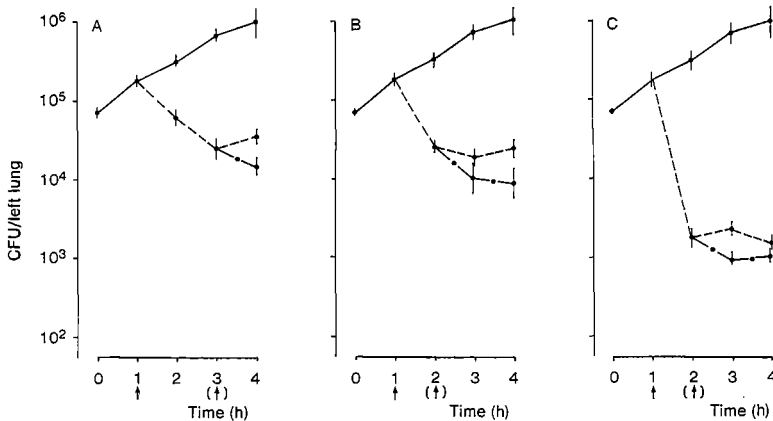 A
B
C
CFU/left lung
10⁶
10⁵
10⁴
10³
10²
0 1 2 3 4
↑ (↑)
Time (h)
0 1 2 3 4
↑ (↑)
Time (h)
0 1 2 3 4
↑ (↑)
Time (h)